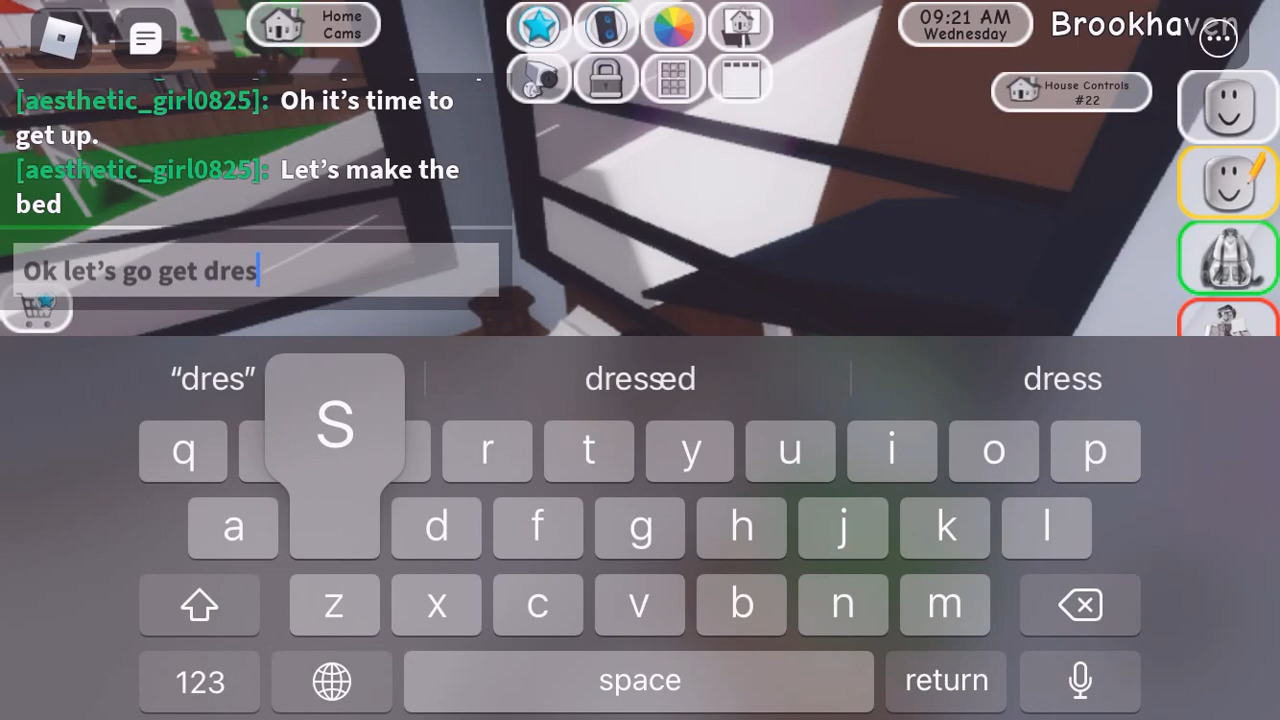 Home
Cams
09:21 AM
Wednesday
Brookhaven
House Controls
#22
[aesthetic_girl0825]: Oh it’s time to
get up.
[aesthetic_girl0825]: Let’s make the
bed
Ok let’s go get dres
“dres” dressed dress
S
q r t y u i o p
a d f g h j k l
z x c v b n m
123 space return